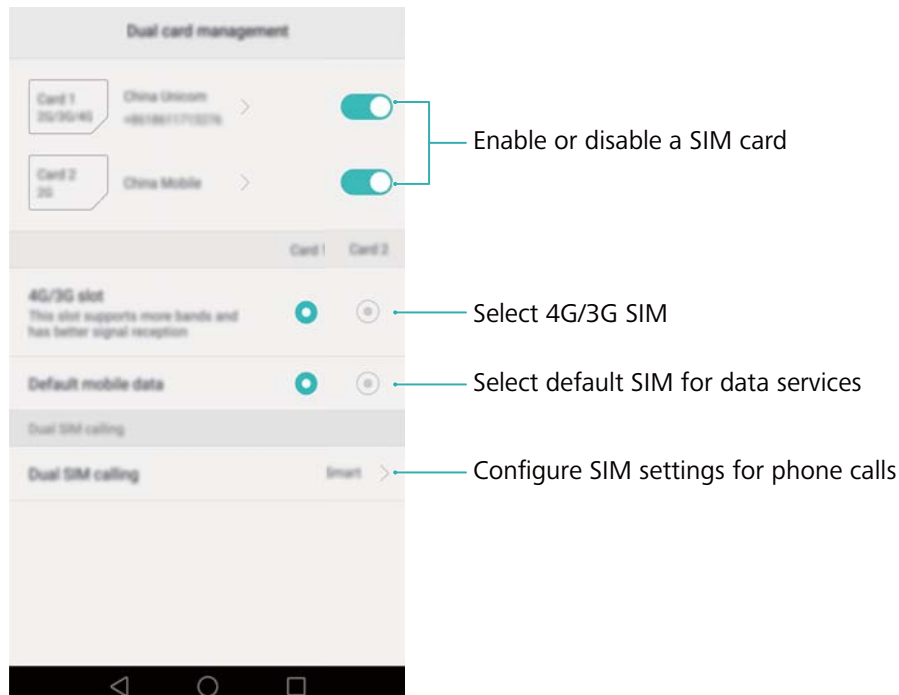 Dual card management
Card 1
2G/3G/4G
China Unicom
Enable or disable a SIM card
Card 2
2G
China Mobile
Card 1
Card 2
4G/3G slot
This slot supports more bands and
has better signal reception
Select 4G/3G SIM
Default mobile data
Select default SIM for data services
Dual SIM calling
Dual SIM calling
Smart
Configure SIM settings for phone calls